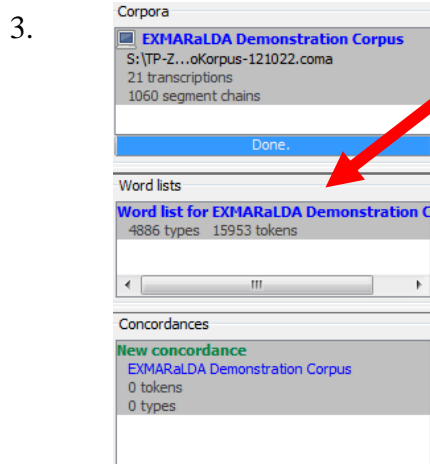 3.
Corpora
EXMARaLDA Demonstration Corpus
S:\TP-Z...oKorpus-121022.coma
21 transcriptions
1060 segment chains
Done.
Word lists
Word list for EXMARaLDA Demonstration C
4886 types 15953 tokens
Concordances
New concordance
EXMARaLDA Demonstration Corpus
0 tokens
0 types